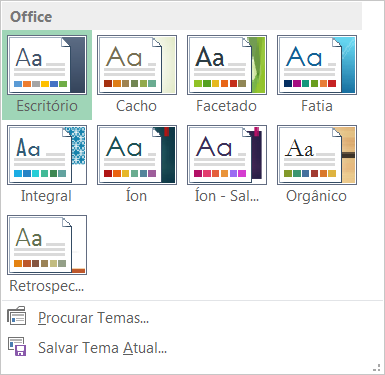 Office
Aa Aa Aa Aa
Escritório Cacho Facetado Fatia
Aa Aa Aa Aa
Integral Íon Íon - Sal... Orgânico
Aa
Retrospec...
Procurar Temas...
Salvar Tema Atual...